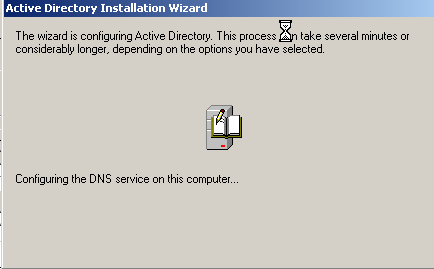 Active Directory Installation Wizard
The wizard is configuring Active Directory. This process can take several minutes or
considerably longer, depending on the options you have selected.
Configuring the DNS service on this computer...